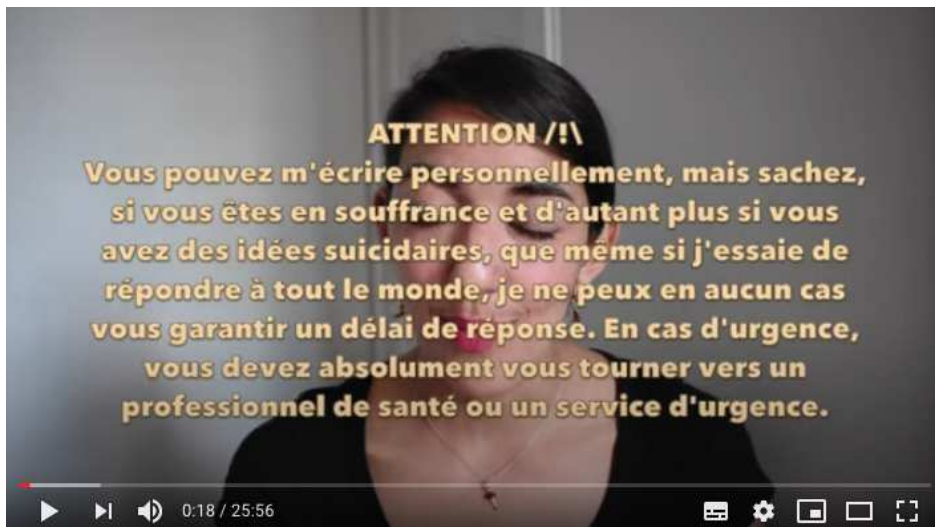 ATTENTION /!\
Vous pouvez m'écrire personnellement, mais sachez,
si vous êtes en souffrance et d'autant plus si vous
avez des idées suicidaires, que même si j'essaie de
répondre à tout le monde, je ne peux en aucun cas
vous garantir un délai de réponse. En cas d'urgence,
vous devez absolument vous tourner vers un
professionnel de santé ou un service d'urgence.
0:18 / 25:56